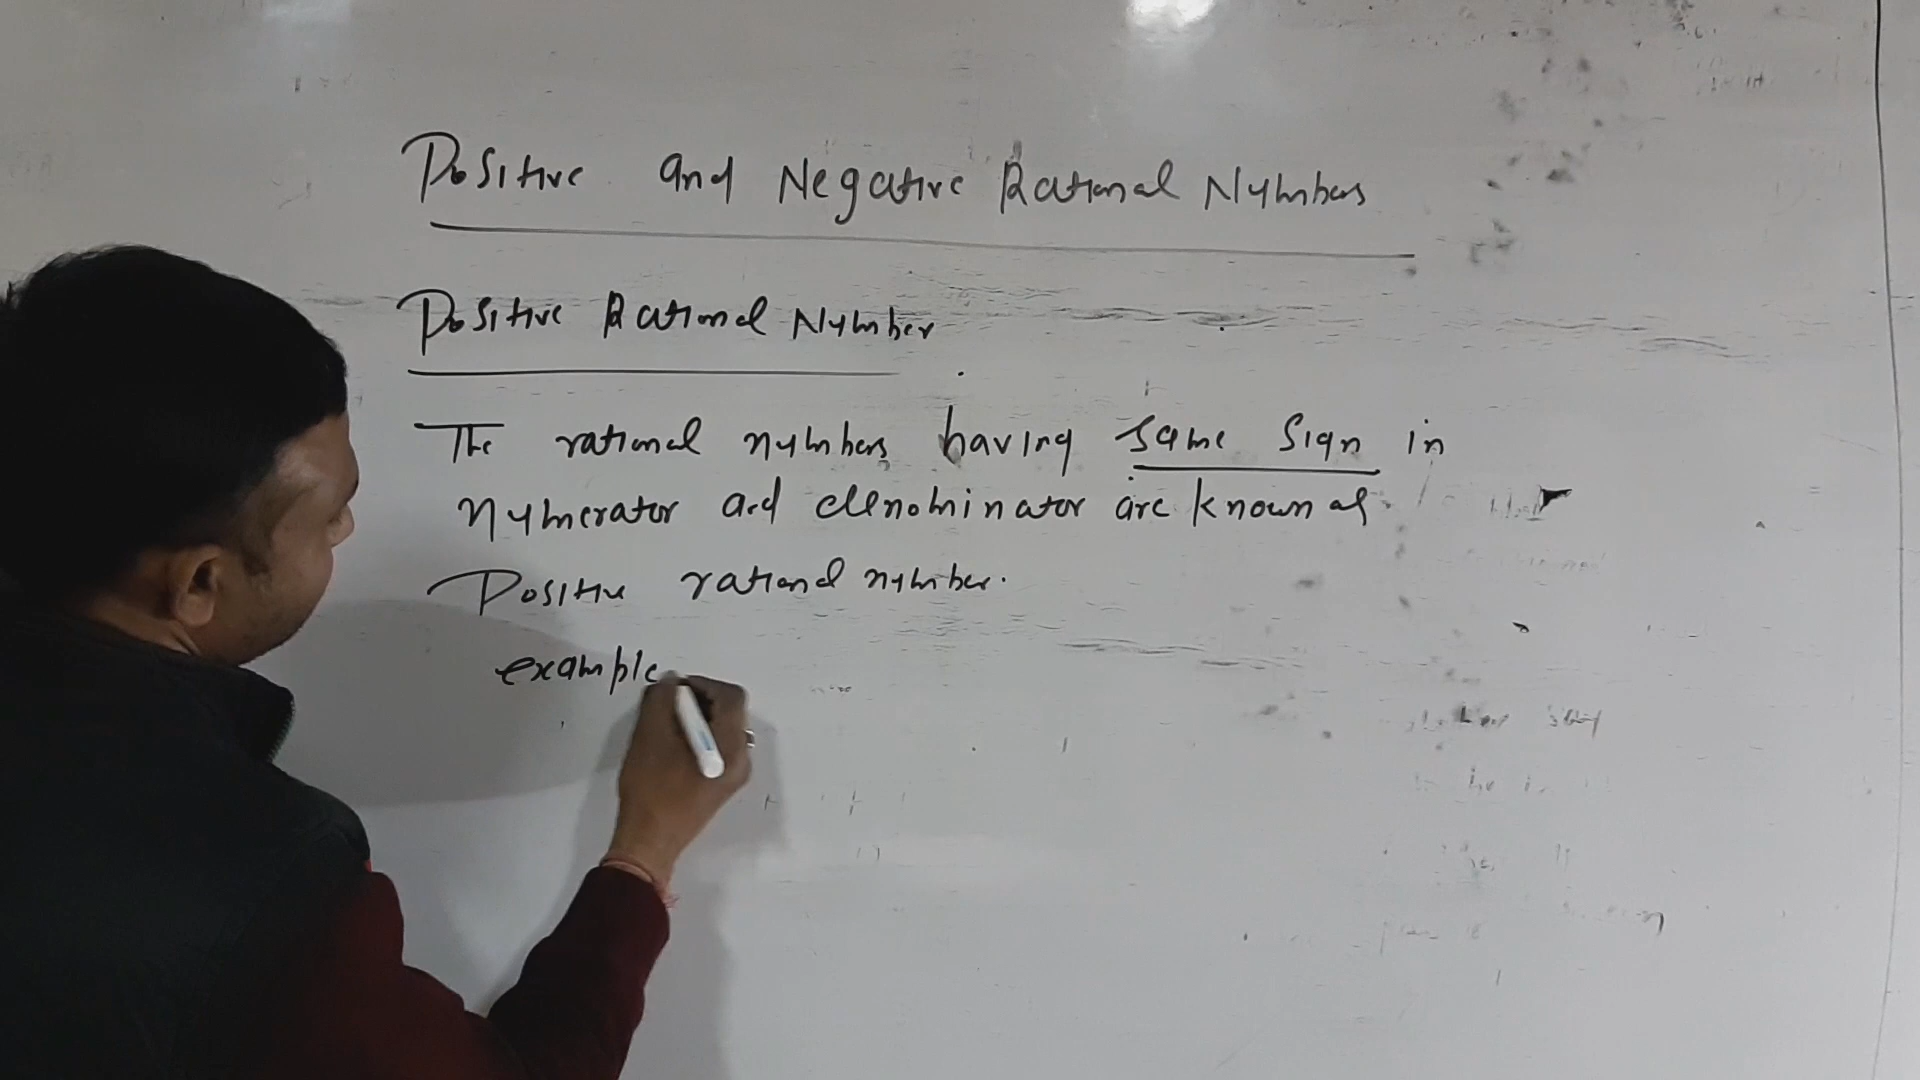 Positive and Negative Rational Numbers
Positive Rational Number
The rational numbers having same sign in
numerator and denominator are known as
Positive rational number.
example